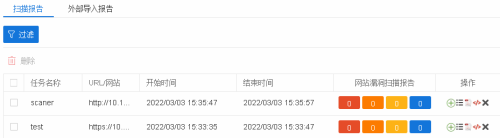 扫描报告 外部导入报告
过滤
删除
任务名称 URL/网站 开始时间 结束时间 网站漏洞扫描报告 操作
scaner http://10.1... 2022/03/03 15:35:47 2022/03/03 15:35:57 0 0 0 0
test https://10.... 2022/03/03 15:33:35 2022/03/03 15:33:47 0 0 0 0